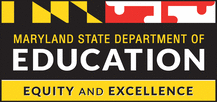 MARYLAND STATE DEPARTMENT OF
EDUCATION
EQUITY AND EXCELLENCE